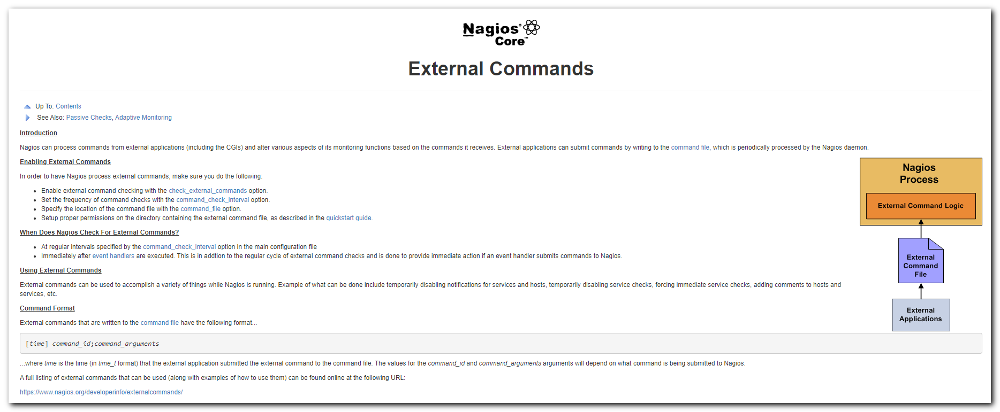 Nagios®
Core™
External Commands
Up To: Contents
See Also: Passive Checks, Adaptive Monitoring
Introduction
Nagios can process commands from external applications (including the CGIs) and alter various aspects of its monitoring functions based on the commands it receives. External applications can submit commands by writing to the command file, which is periodically processed by the Nagios daemon.
Enabling External Commands
In order to have Nagios process external commands, make sure you do the following:
• Enable external command checking with the check_external_commands option.
• Set the frequency of command checks with the command_check_interval option.
• Specify the location of the command file with the command_file option.
• Setup proper permissions on the directory containing the external command file, as described in the quickstart guide.
When Does Nagios Check For External Commands?
• At regular intervals specified by the command_check_interval option in the main configuration file
• Immediately after event handlers are executed. This is in addtion to the regular cycle of external command checks and is done to provide immediate action if an event handler submits commands to Nagios.
Using External Commands
External commands can be used to accomplish a variety of things while Nagios is running. Example of what can be done include temporarily disabling notifications for services and hosts, temporarily disabling service checks, forcing immediate service checks, adding comments to hosts and
services, etc.
Command Format
External commands that are written to the command file have the following format...
[time] command_id;command_arguments
...where time is the time (in time_t format) that the external application submitted the external command to the command file. The values for the command_id and command_arguments arguments will depend on what command is being submitted to Nagios.
A full listing of external commands that can be used (along with examples of how to use them) can be found online at the following URL:
https://www.nagios.org/developerinfo/externalcommands/
Nagios
Process
External Command Logic
External
Command
File
External
Applications